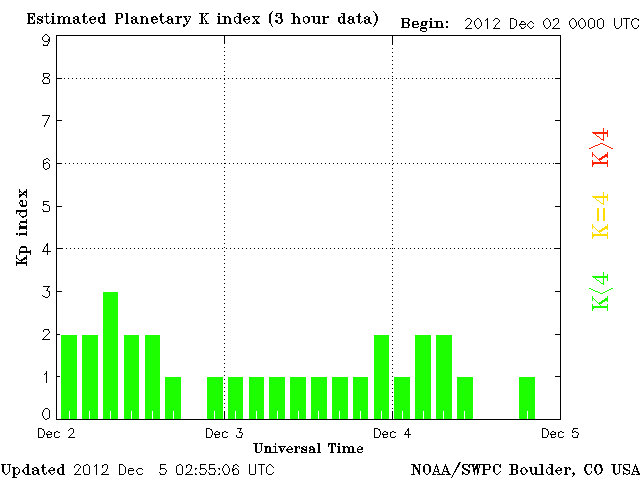 Estimated Planetary K index (3 hour data) Begin: 2012 Dec 02 0000 UTC
9
8
7
6
5
4
3
2
1
0
Kp index
K>4
K=4
K<4
Dec 2 Dec 3 Dec 4 Dec 5
Universal Time
Updated 2012 Dec 5 02:55:06 UTC NOAA/SWPC Boulder, CO USA